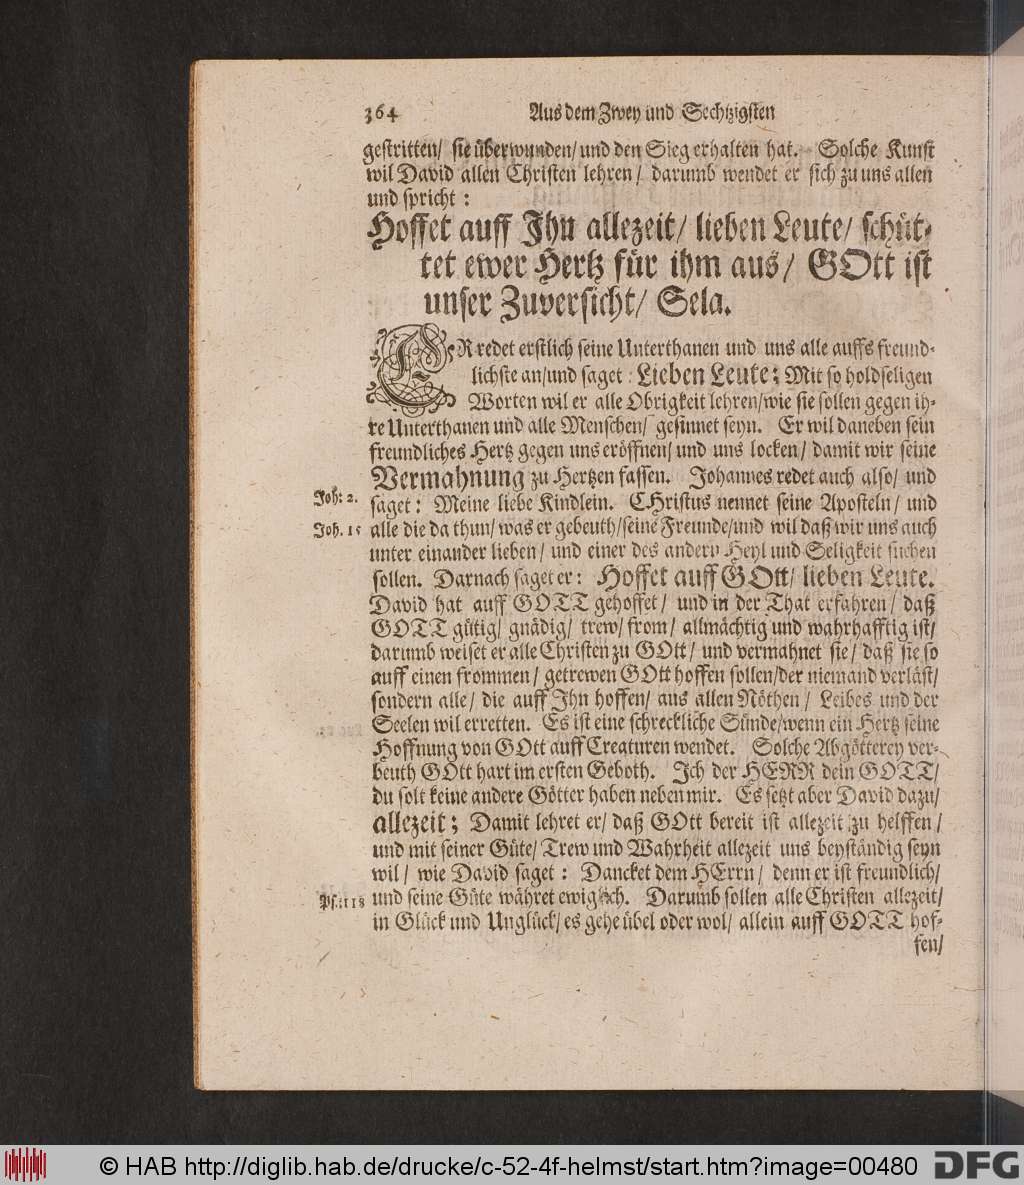 364 Aus dem Zwey und Sechtzigsten
gestritten/ sie überwunden/ und den Sieg erhalten hat. Solche Kunst
wil David allen Christen lehren/ darumb wendet er sich zu uns allen
und spricht:
Hoffet auff Ihn allezeit/ lieben Leute/ schüt-
tet ewer Hertz für ihm aus/ GOtt ist
unser Zuversicht/ Sela.
ER redet erstlich seine Unterthanen und uns alle auffs freund-
lichste an/und saget: Lieben Leute; Mit so holdseligen
Worten wil er alle Obrigkeit lehren/wie sie sollen gegen ih-
re Unterthanen und alle Menschen/ gesinnet seyn. Er wil daneben sein
freundliches Hertz gegen uns eröffnen/ und uns locken/ damit wir seine
Vermahnung zu Hertzen fassen. Johannes redet auch also/ und
Joh: 2. saget: Meine liebe Kindlein. CHristus nennet seine Aposteln/ und
Joh. 15 alle die da thun/ was er gebeuth/seine Freunde/und wil daß wir uns auch
unter einander lieben/ und einer des andern Heyl und Seligkeit suchen
sollen. Darnach saget er: Hoffet auff GOtt/ lieben Leute.
David hat auff GOTT gehoffet/ und in der That erfahren/ daß
GOTT gütig/ gnädig/ trew/ from/ allmächtig und wahrhafftig ist/
darumb weiset er alle Christen zu GOtt/ und vermahnet sie/ daß sie so
auff einen frommen/ getrewen GOtt hoffen sollen/der niemand verläst/
sondern alle/ die auff Ihn hoffen/ aus allen Nöthen/ Leibes und der
Seelen wil erretten. Es ist eine schreckliche Sünde/wenn ein Hertz seine
Hoffnung von GOtt auff Creaturen wendet. Solche Abgötterey ver-
beuth GOtt hart im ersten Geboth. Ich der HERR dein GOTT/
du solt keine andere Götter haben neben mir. Es setzt aber David dazu/
allezeit; Damit lehret er/ daß GOtt bereit ist allezeit zu helffen/
und mit seiner Güte/ Trew und Wahrheit allezeit uns beyständig seyn
wil/ wie David saget: Dancket dem HErrn/ denn er ist freundlich/
Ps: 118 und seine Güte währet ewiglich. Darumb sollen alle Christen allezeit/
in Glück und Unglück/ es gehe übel oder wol/ allein auff GOTT hof-
fen/
© HAB http://diglib.hab.de/drucke/c-52-4f-helmst/start.htm?image=00480 DFG